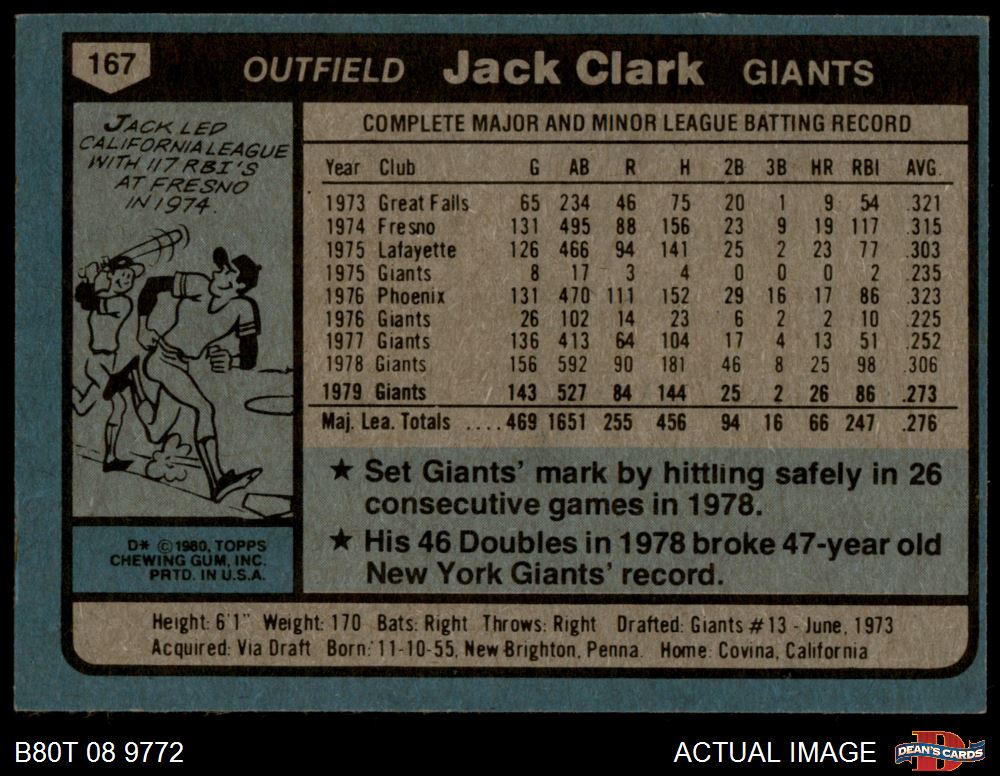 167 OUTFIELD Jack Clark GIANTS
JACK LED
CALIFORNIA LEAGUE
WITH 117 RBI'S
AT FRESNO
IN 1974.
COMPLETE MAJOR AND MINOR LEAGUE BATTING RECORD
Year Club G AB R H 2B 3B HR RBI AVG.
1973 Great Falls 65 234 46 75 20 1 9 54 .321
1974 Fresno 131 495 88 156 23 9 19 117 .315
1975 Lafayette 126 466 94 141 25 2 23 77 .303
1975 Giants 8 17 3 4 0 0 0 2 .235
1976 Phoenix 131 470 111 152 29 16 17 86 .323
1976 Giants 26 102 14 23 6 2 2 10 .225
1977 Giants 136 413 64 104 17 4 13 51 .252
1978 Giants 156 592 90 181 46 8 25 98 .306
1979 Giants 143 527 84 144 25 2 26 86 .273
Maj. Lea. Totals ....469 1651 255 456 94 16 66 247 .276
★ Set Giants' mark by hittling safely in 26
consecutive games in 1978.
★ His 46 Doubles in 1978 broke 47-year old
New York Giants' record.
D* © 1980, TOPPS
CHEWING GUM, INC.
PRTD. IN U.S.A.
Height: 6'1" Weight: 170 Bats: Right Throws: Right Drafted: Giants #13 - June, 1973
Acquired: Via Draft Born: 11-10-55, New Brighton, Penna. Home: Covina, California
B80T 08 9772 ACTUAL IMAGE DEAN'S CARDS